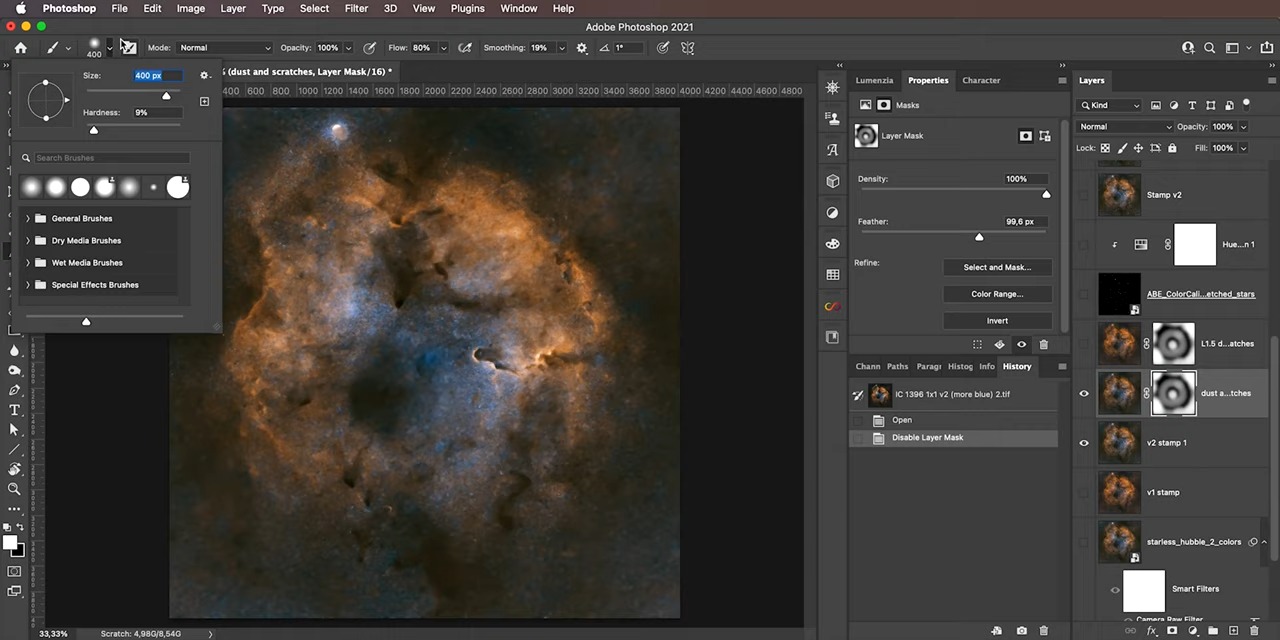 Photoshop File Edit Image Layer Type Select Filter 3D View Plugins Window Help
Adobe Photoshop 2021
400 Mode: Normal Opacity: 100% Flow: 80% Smoothing: 19% 1°
Size: 400 px
Hardness: 9%
Search Brushes
General Brushes
Dry Media Brushes
Wet Media Brushes
Special Effects Brushes
(dust and scratches, Layer Mask/16) *
400 600 800 1000 1200 1400 1600 1800 2000 2200 2400 2600 2800 3000 3200 3400 3600 3800 4000 4200 4400 4600 4800
33,33% Scratch: 4,98G/8,54G
Lumenzia Properties Character
Masks
Layer Mask
Density: 100%
Feather: 99,6 px
Refine: Select and Mask...
Color Range...
Invert
Chann Paths Paragr Histog Info History
IC 1396 1x1 v2 (more blue) 2.tif
Open
Disable Layer Mask
Layers
Kind
Normal Opacity: 100%
Lock: Fill: 100%
Stamp v2
Hue...n 1
ABE_ColorCali...etched_stars
L1.5 d...atches
dust a...tches
v2 stamp 1
v1 stamp
starless_hubble_2_colors
Smart Filters
Camera Raw Filter
fx